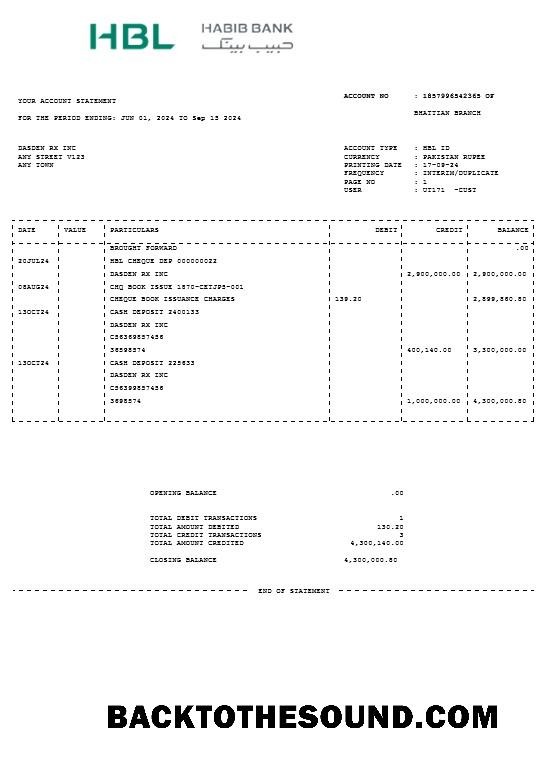 HBL HABIB BANK
حبيب بينک
ACCOUNT NO : 1857996542365 OF
YOUR ACCOUNT STATEMENT
BHATTIAN BRANCH
FOR THE PERIOD ENDING: JUN 01, 2024 TO Sep 15 2024
DASDEN RX INC
ANY STREET V123
ANY TOWN
ACCOUNT TYPE : HBL ID
CURRENCY : PAKISTAN RUPEE
PRINTING DATE : 17-09-24
FREQUENCY : INTERIM/DUPLICATE
PAGE NO : 1
USER : UT171 -CUST
DATE VALUE PARTICULARS DEBIT CREDIT BALANCE
BROUGHT FORWARD .00
20JUL24 HBL CHEQUE DEP 000000022
DASDEN RX INC 2,900,000.00 2,900,000.00
08AUG24 CHQ BOOK ISSUE 1870-CETJPS-001
CHEQUE BOOK ISSUANCE CHARGES 139.20 2,899,860.80
13OCT24 CASH DEPOSIT 2400133
DASDEN RX INC
C56369857456
36598574 400,140.00 3,300,000.00
13OCT24 CASH DEPOSIT 225633
DASDEN RX INC
C56399857456
3698574 1,000,000.00 4,300,000.80
OPENING BALANCE .00
TOTAL DEBIT TRANSACTIONS 1
TOTAL AMOUNT DEBITED 130.20
TOTAL CREDIT TRANSACTIONS 3
TOTAL AMOUNT CREDITED 4,300,140.00
CLOSING BALANCE 4,300,000.80
END OF STATEMENT
BACKTOTHESOUND.COM